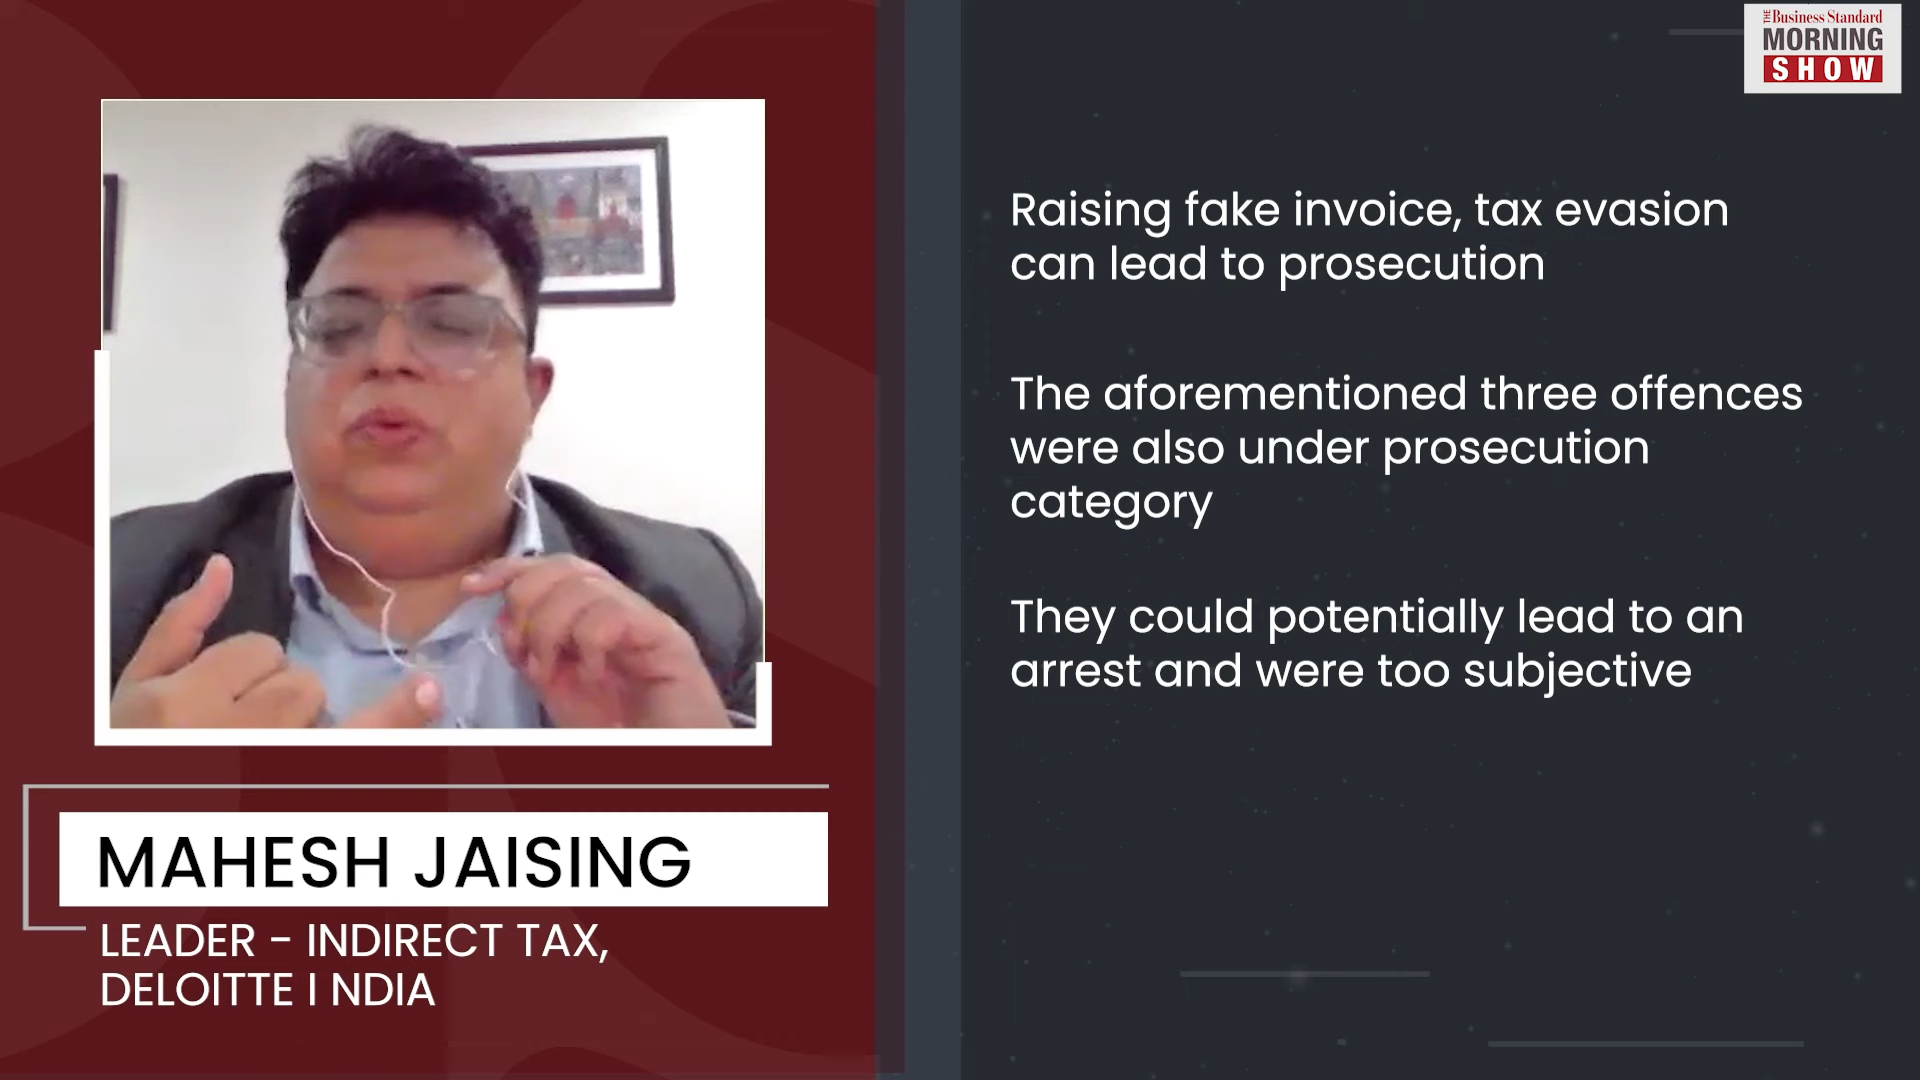 THE Business Standard
MORNING
SHOW
Raising fake invoice, tax evasion
can lead to prosecution
The aforementioned three offences
were also under prosecution
category
They could potentially lead to an
arrest and were too subjective
MAHESH JAISING
LEADER - INDIRECT TAX,
DELOITTE I NDIA